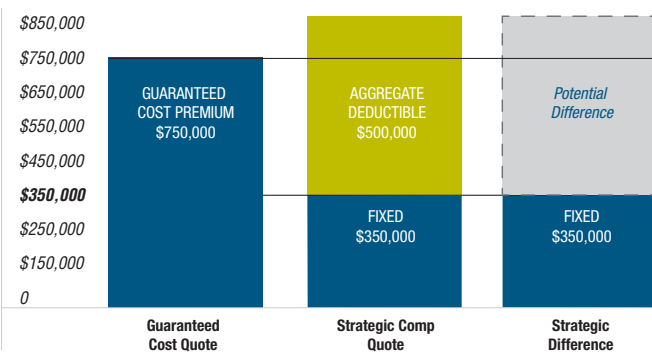 $850,000
$750,000
$650,000
$550,000
$450,000
$350,000
$250,000
$150,000
0
GUARANTEED
COST PREMIUM
$750,000
AGGREGATE
DEDUCTIBLE
$500,000
Potential
Difference
FIXED
$350,000
FIXED
$350,000
Guaranteed
Cost Quote
Strategic Comp
Quote
Strategic
Difference